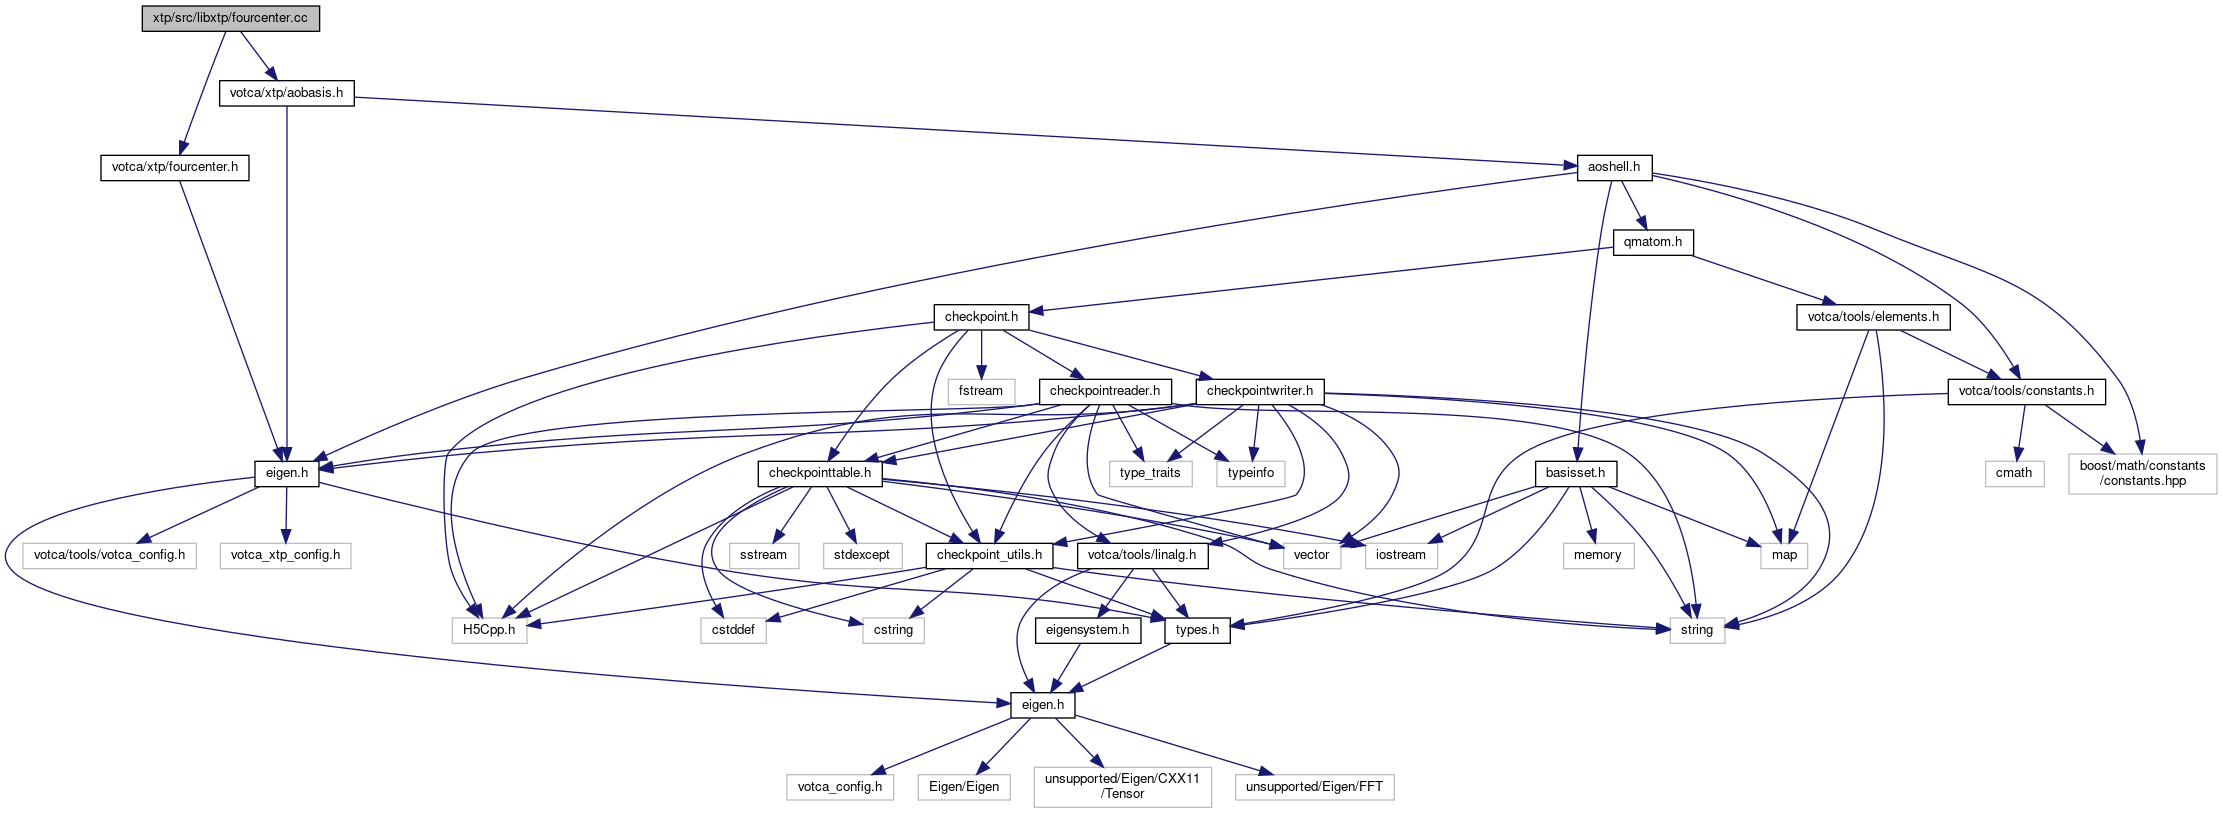 xtp/src/libxtp/fourcenter.cc
votca/xtp/aobasis.h
votca/xtp/fourcenter.h
aoshell.h
qmatom.h
checkpoint.h
votca/tools/elements.h
fstream
checkpointreader.h
checkpointwriter.h
votca/tools/constants.h
eigen.h
checkpointtable.h
type_traits
typeinfo
basisset.h
cmath
boost/math/constants
/constants.hpp
votca/tools/votca_config.h
votca_xtp_config.h
sstream
stdexcept
checkpoint_utils.h
votca/tools/linalg.h
vector
iostream
memory
map
H5Cpp.h
cstddef
cstring
eigensystem.h
types.h
string
eigen.h
votca_config.h
Eigen/Eigen
unsupported/Eigen/CXX11
/Tensor
unsupported/Eigen/FFT